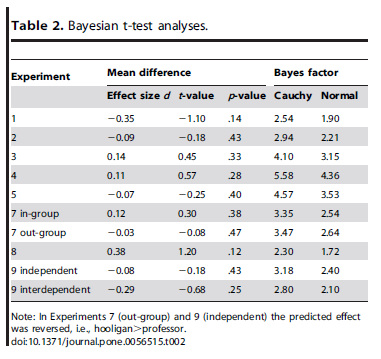 Table 2. Bayesian t-test analyses.
Experiment Mean difference Bayes factor
Effect size d t-value p-value Cauchy Normal
1 −0.35 −1.10 .14 2.54 1.90
2 −0.09 −0.18 .43 2.94 2.21
3 0.14 0.45 .33 4.10 3.15
4 0.11 0.57 .28 5.58 4.36
5 −0.07 −0.25 .40 4.57 3.53
7 in-group 0.12 0.30 .38 3.35 2.54
7 out-group −0.03 −0.08 .47 3.47 2.64
8 0.38 1.20 .12 2.30 1.72
9 independent −0.08 −0.18 .43 3.18 2.40
9 interdependent −0.29 −0.68 .25 2.80 2.10
Note: In Experiments 7 (out-group) and 9 (independent) the predicted effect
was reversed, i.e., hooligan>professor.
doi:10.1371/journal.pone.0056515.t002